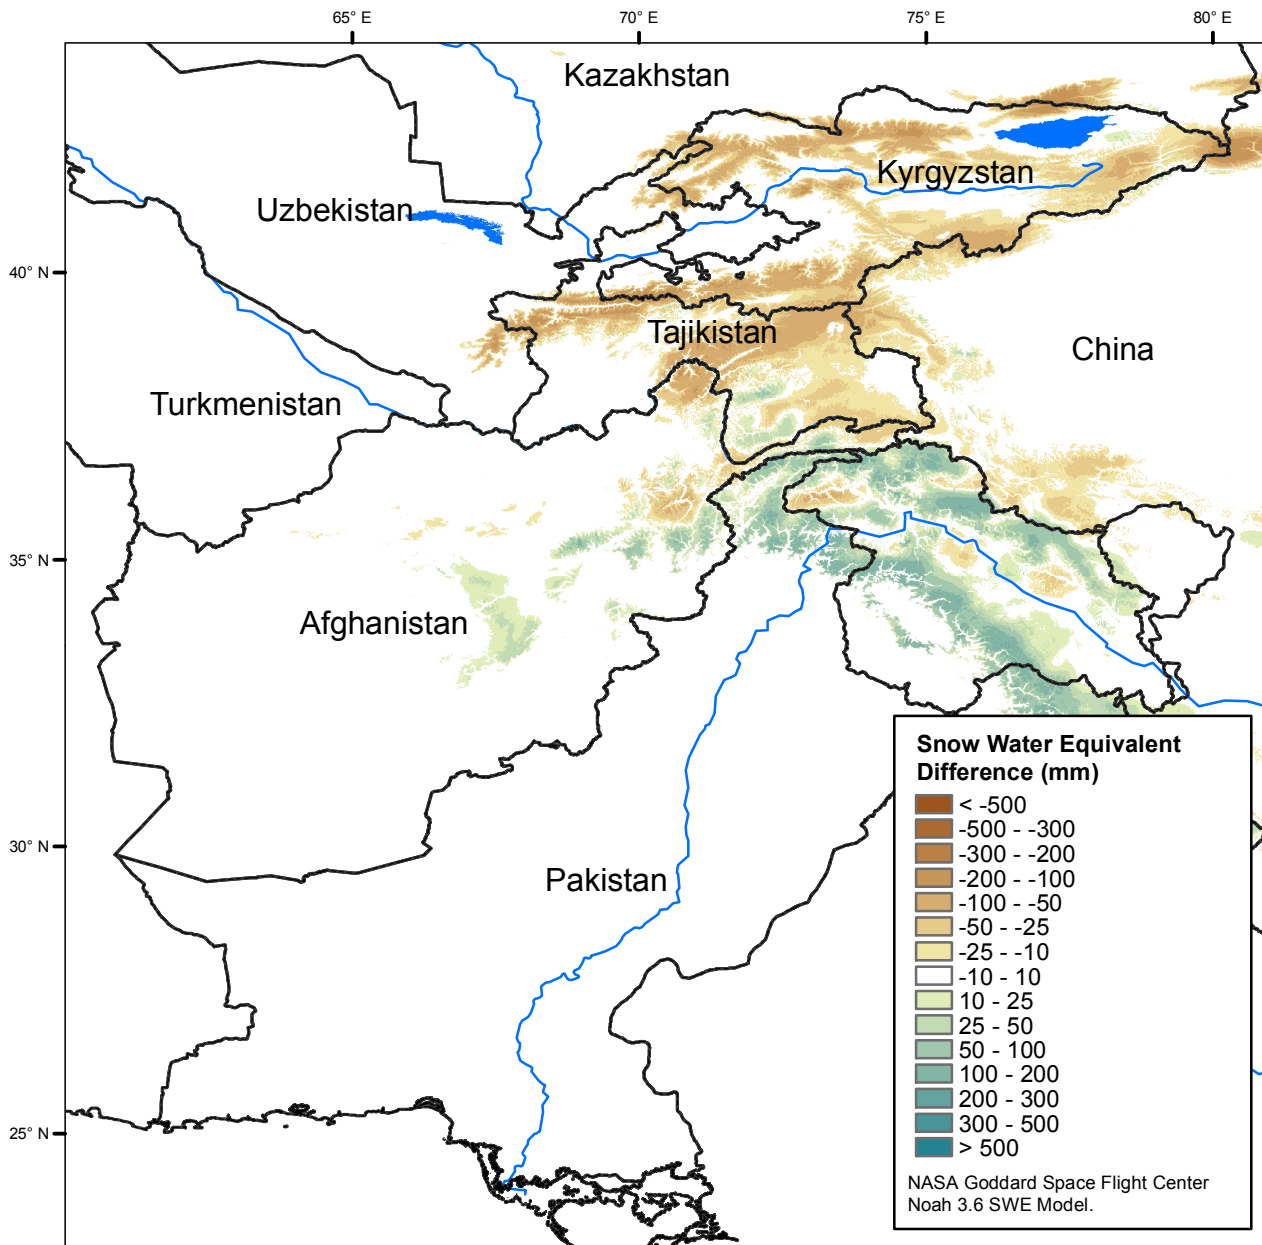 65° E
70° E
75° E
80° E
Kazakhstan
Kyrgyzstan
Uzbekistan
40° N
Tajikistan
China
Turkmenistan
35° N
Afghanistan
30° N
Pakistan
25° N
Snow Water Equivalent
Difference (mm)
< -500
-500 - -300
-300 - -200
-200 - -100
-100 - -50
-50 - -25
-25 - -10
-10 - 10
10 - 25
25 - 50
50 - 100
100 - 200
200 - 300
300 - 500
> 500
NASA Goddard Space Flight Center
Noah 3.6 SWE Model.